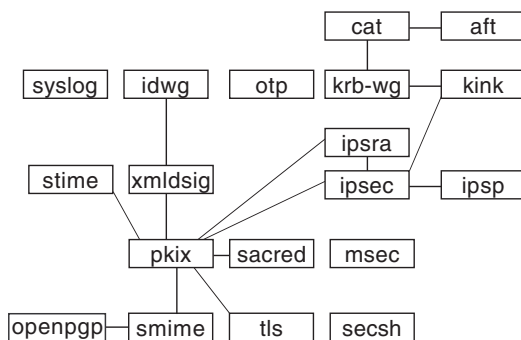 cat aft
syslog idwg otp krb-wg kink
ipsra
stime xmldsig ipsec ipsp
pkix sacred msec
openpgp smime tls secsh